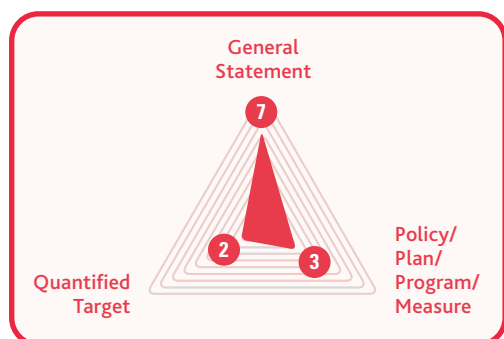 General
Statement
7
2
3
Quantified
Target
Policy/
Plan/
Program/
Measure